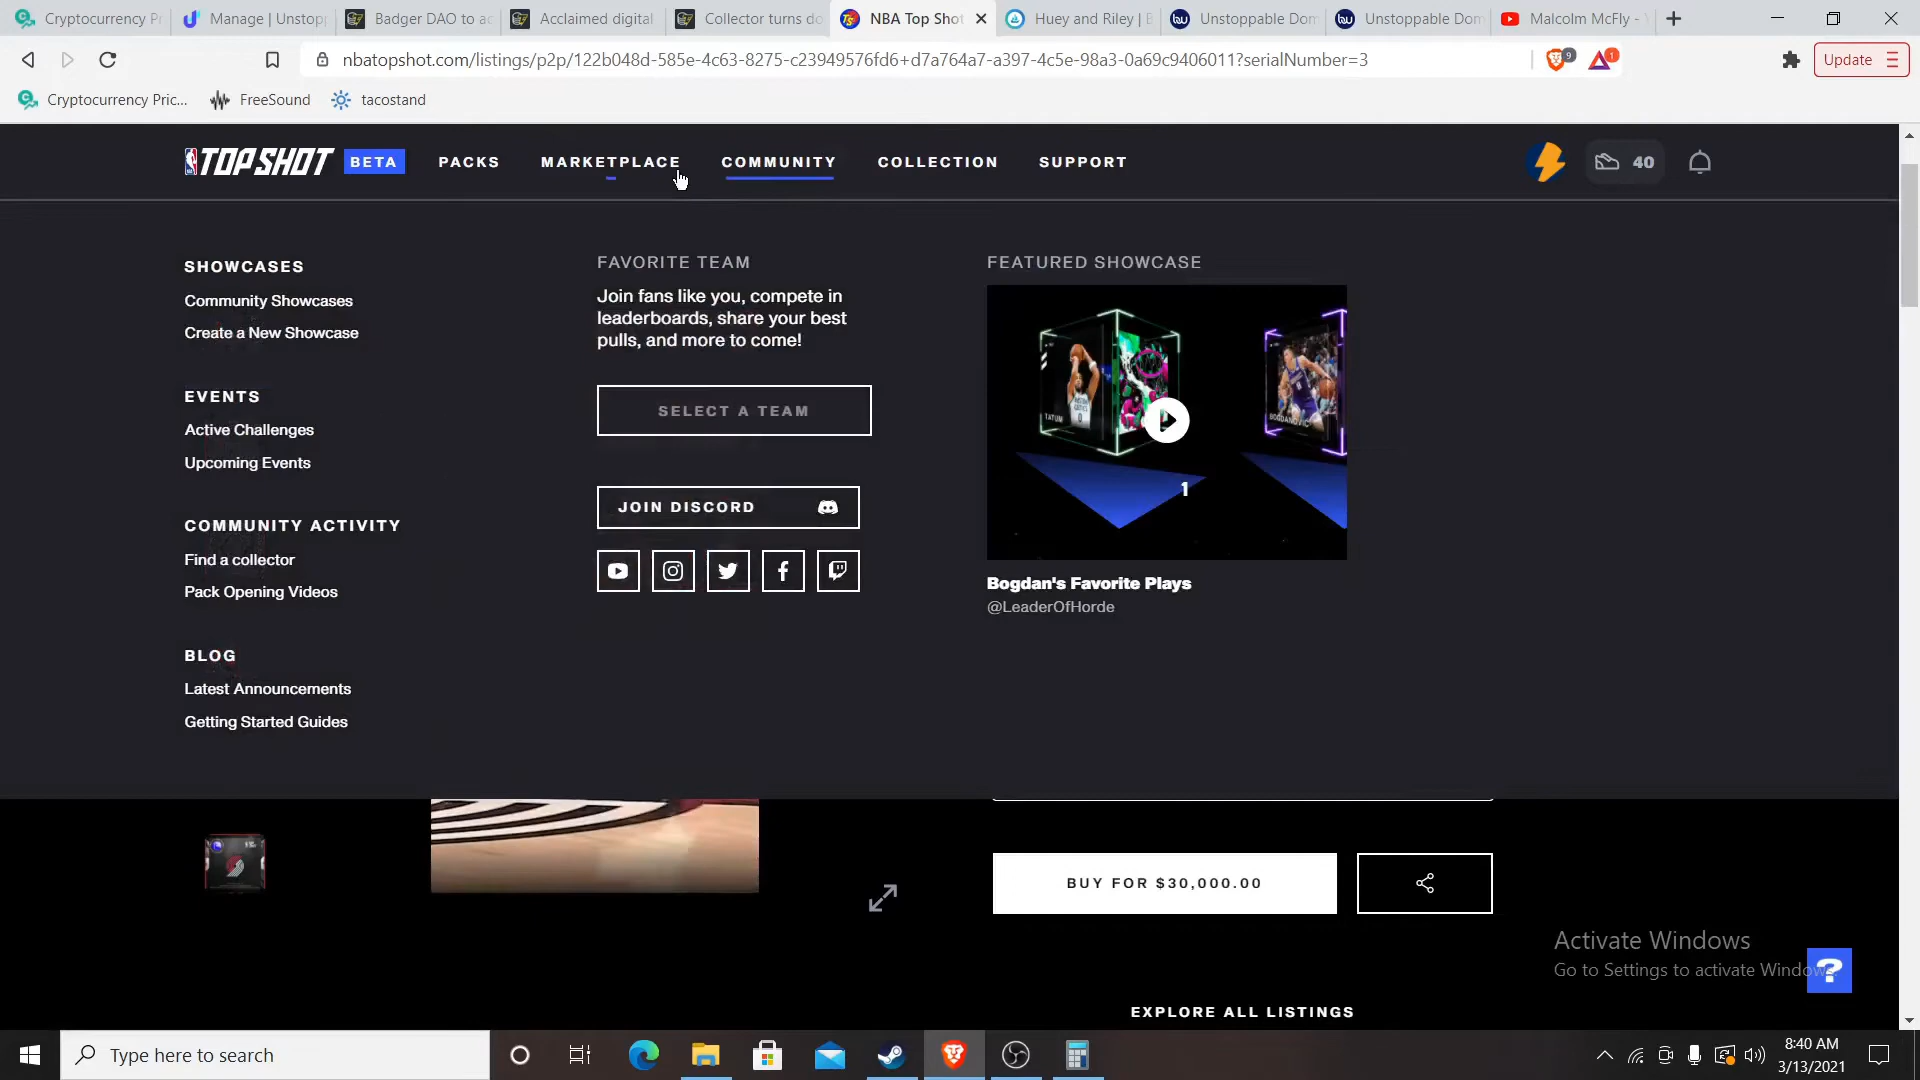 Cryptocurrency Pr
Manage | Unstopp
Badger DAO to ac
Acclaimed digital
Collector turns do
NBA Top Shot
Huey and Riley | B
Unstoppable Dom
Unstoppable Dom
Malcolm McFly - Y
nbatopshot.com/listings/p2p/122b048d-585e-4c63-8275-c23949576fd6+d7a764a7-a397-4c5e-98a3-0a69c9406011?serialNumber=3
9
1
Update
Cryptocurrency Pric...
FreeSound
tacostand
TOP SHOT BETA
PACKS
MARKETPLACE
COMMUNITY
COLLECTION
SUPPORT
40
SHOWCASES
Community Showcases
Create a New Showcase
EVENTS
Active Challenges
Upcoming Events
COMMUNITY ACTIVITY
Find a collector
Pack Opening Videos
BLOG
Latest Announcements
Getting Started Guides
FAVORITE TEAM
Join fans like you, compete in
leaderboards, share your best
pulls, and more to come!
SELECT A TEAM
JOIN DISCORD
FEATURED SHOWCASE
TATUM
BOGDANOVIC
1
Bogdan's Favorite Plays
@LeaderOfHorde
BUY FOR $30,000.00
EXPLORE ALL LISTINGS
Activate Windows
Go to Settings to activate Windows.
?
Type here to search
8:40 AM
3/13/2021